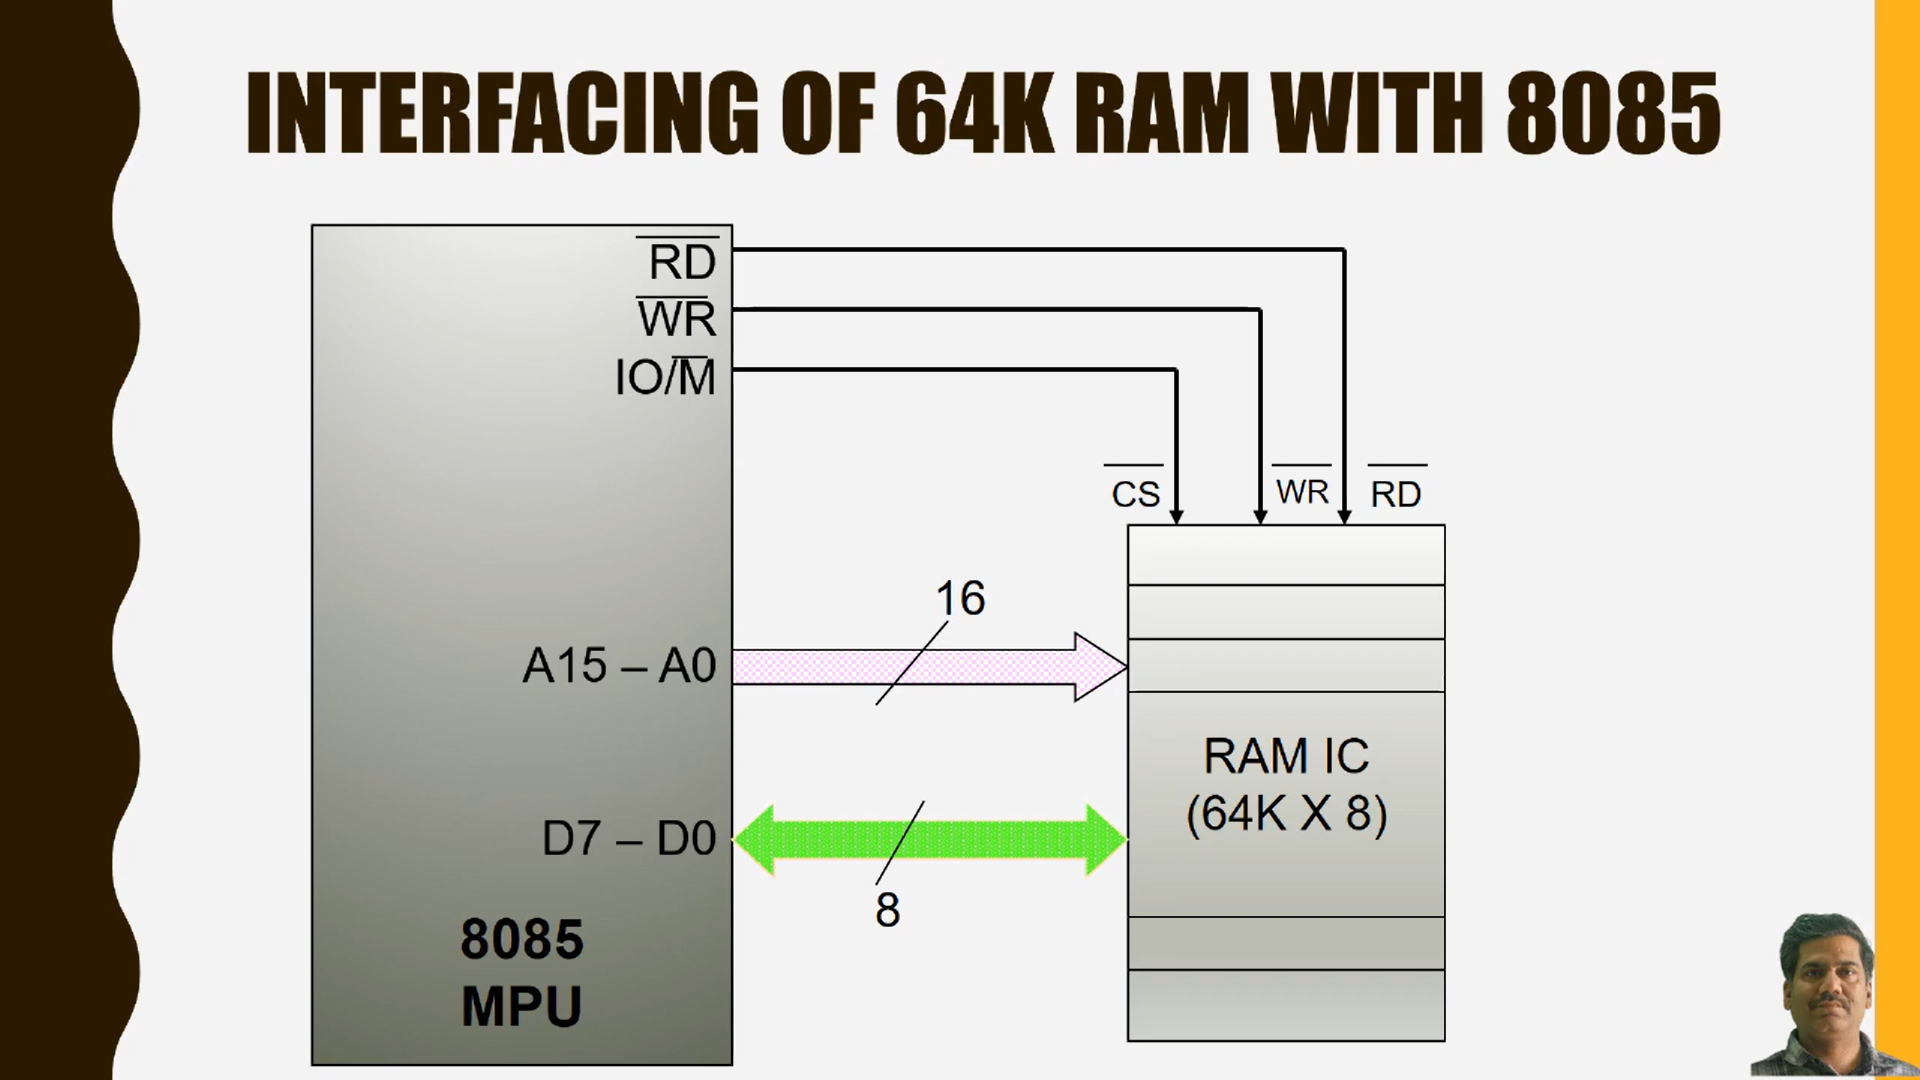 INTERFACING OF 64K RAM WITH 8085
RD
WR
IO/M
CS WR RD
16
A15 – A0
RAM IC
(64K X 8)
D7 – D0
8
8085
MPU